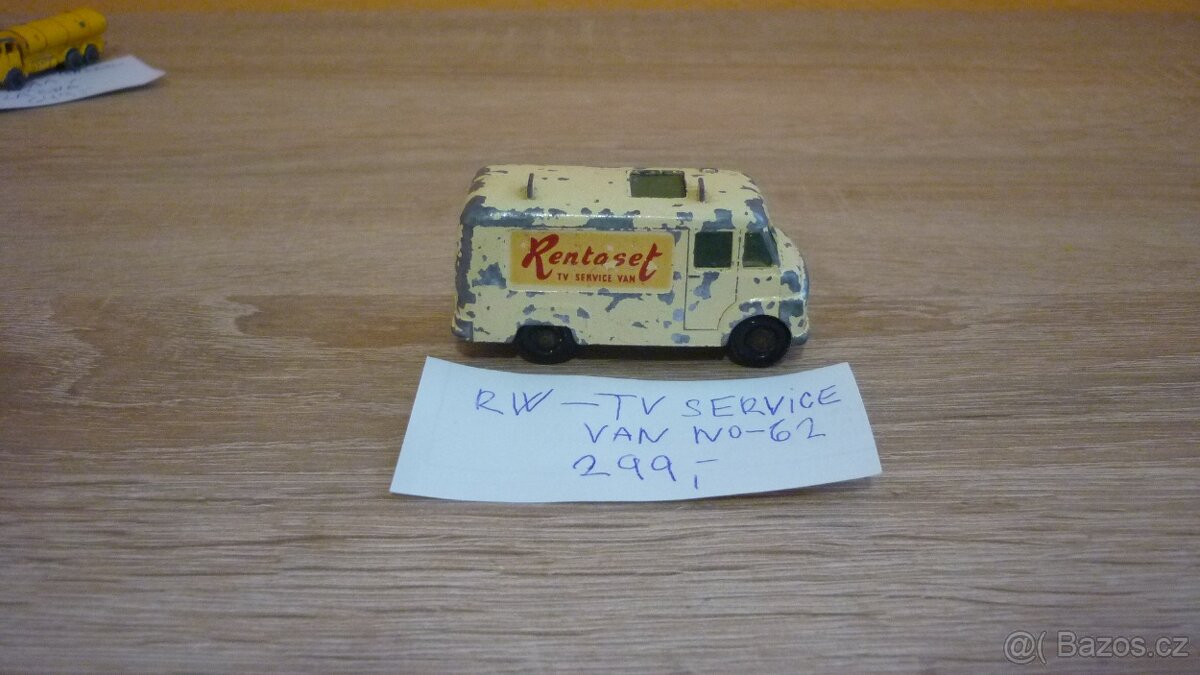 Rentaset
TV SERVICE VAN
RW – TV SERVICE
VAN NO-62
299,-
@( Bazos.cz